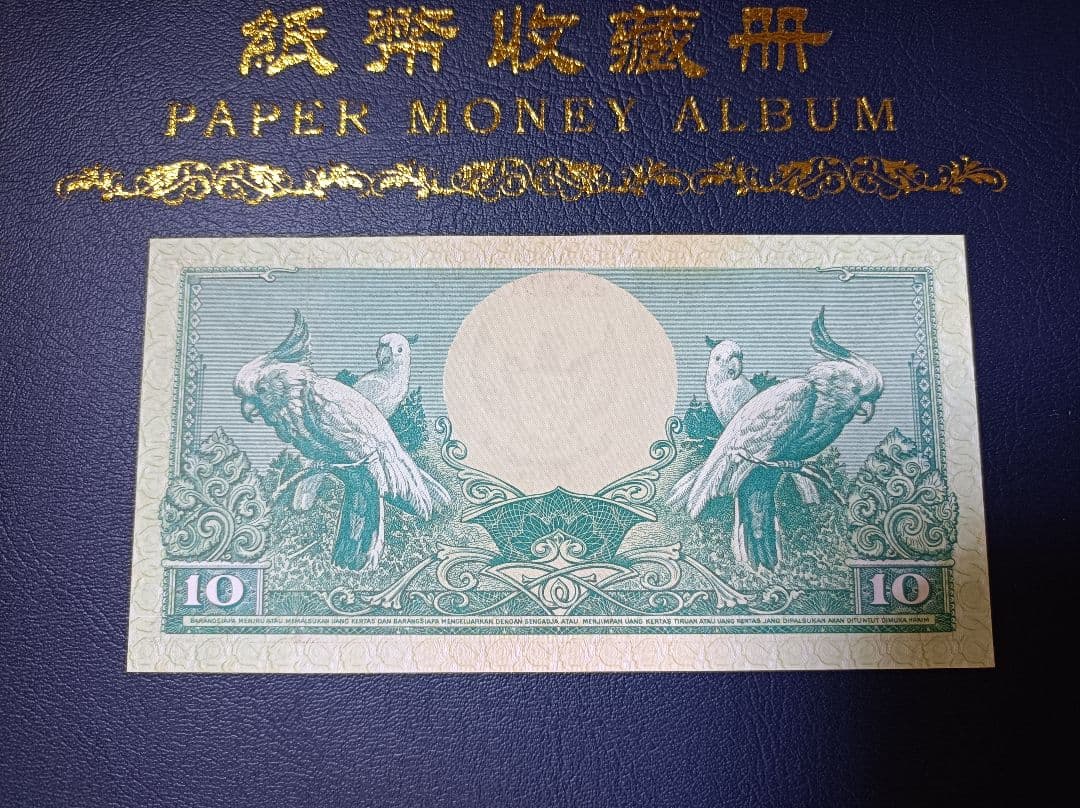 紙幣收藏冊
PAPER MONEY ALBUM
10 10
BARANGSIAPA MENIRU ATAU MEMALSUKAN UANG KERTAS DAN BARANGSIAPA MENGELUARKAN DENGAN SENGADJA ATAU MENJIMPAN UANG KERTAS TIRUAN ATAU UANG KERTAS JANG DIPALSUKAN AKAN DITUNTUT DIMUKA HAKIM